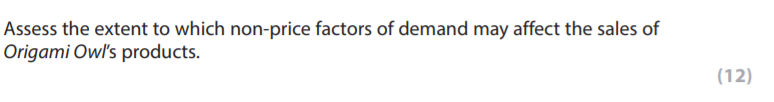 Assess the extent to which non-price factors of demand may affect the sales of
Origami Owl's products.
(12)